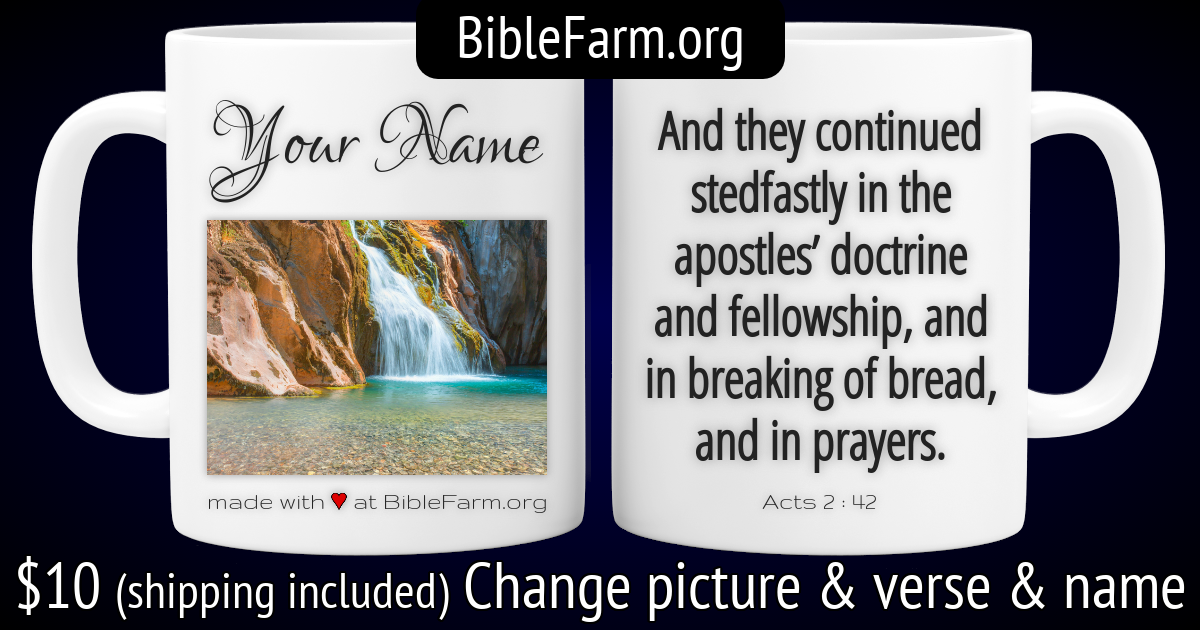 BibleFarm.org
Your Name
made with ♥ at BibleFarm.org
And they continued
stedfastly in the
apostles’ doctrine
and fellowship, and
in breaking of bread,
and in prayers.
Acts 2 : 42
$10 (shipping included) Change picture & verse & name